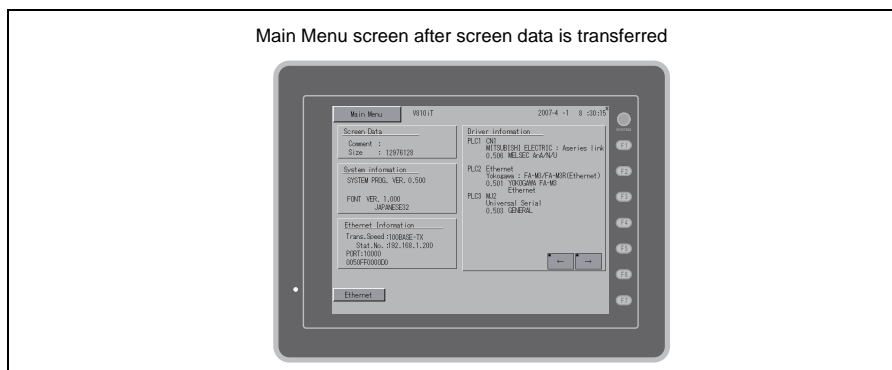 Main Menu screen after screen data is transferred
Main Menu
V810iT
2007-4 -1 8 :30:15
Screen Data
Comment :
Size : 12976128
System information
SYSTEM PROG. VER. 0.500
FONT VER. 1.000
JAPANESE32
Ethernet Information
Trans.Speed :100BASE-TX
Stat.No. :192.168.1.200
PORT:10000
0050FF0000D0
Ethernet
Driver information
PLC1 CN1
MITSUBISHI ELECTRIC : Aseries link
0.506 MELSEC AnA/N/U
PLC2 Ethernet
Yokogawa : FA-M3/FA-M3R(Ethernet)
0.501 YOKOGAWA FA-M3
Ethernet
PLC3 MJ2
Universal Serial
0.503 GENERAL
← →
SYSTEM
F1
F2
F3
F4
F5
F6
F7